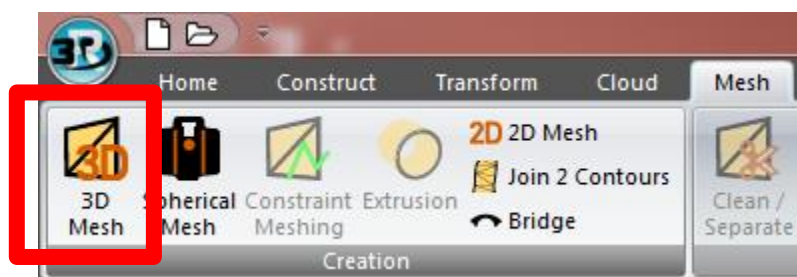 3R
Home Construct Transform Cloud Mesh
3D
3D Mesh
Spherical Mesh
Constraint Meshing
Extrusion
2D 2D Mesh
Join 2 Contours
Bridge
Clean / Separate
Creation